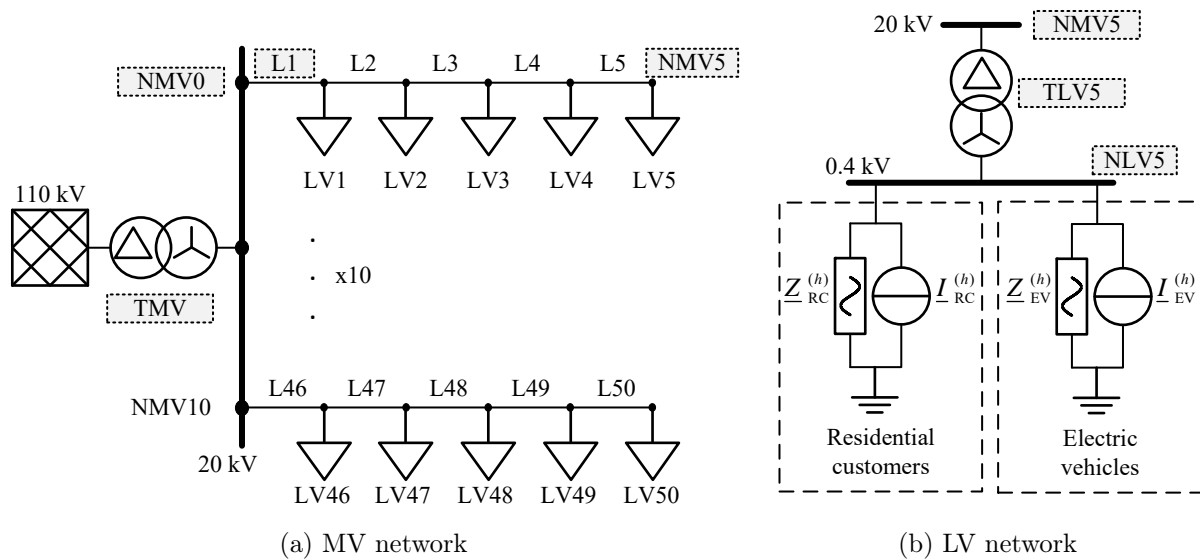 NMV0
L1
L2
L3
L4
L5
NMV5
LV1
LV2
LV3
LV4
LV5
110 kV
TMV
.
.
x10
.
NMV10
L46
L47
L48
L49
L50
20 kV
LV46
LV47
LV48
LV49
LV50
(a) MV network
20 kV
NMV5
TLV5
0.4 kV
NLV5
Z (h) RC
I (h) RC
Z (h) EV
I (h) EV
Residential
customers
Electric
vehicles
(b) LV network